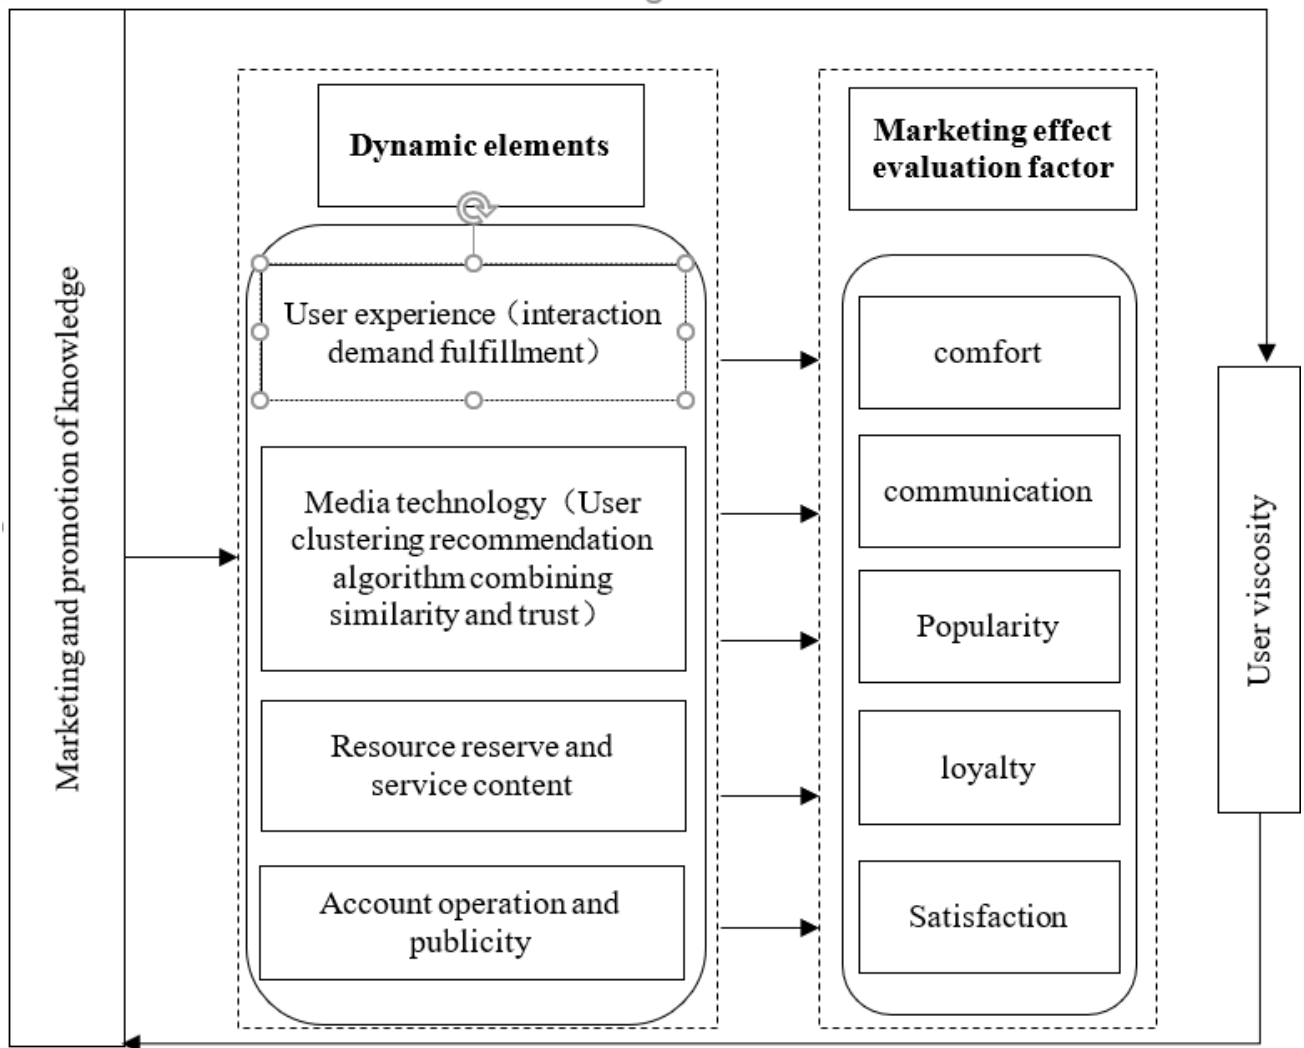 Marketing and promotion of knowledge
Dynamic elements
User experience（interaction
demand fulfillment）
Media technology（User
clustering recommendation
algorithm combining
similarity and trust）
Resource reserve and
service content
Account operation and
publicity
Marketing effect
evaluation factor
comfort
communication
Popularity
loyalty
Satisfaction
User viscosity